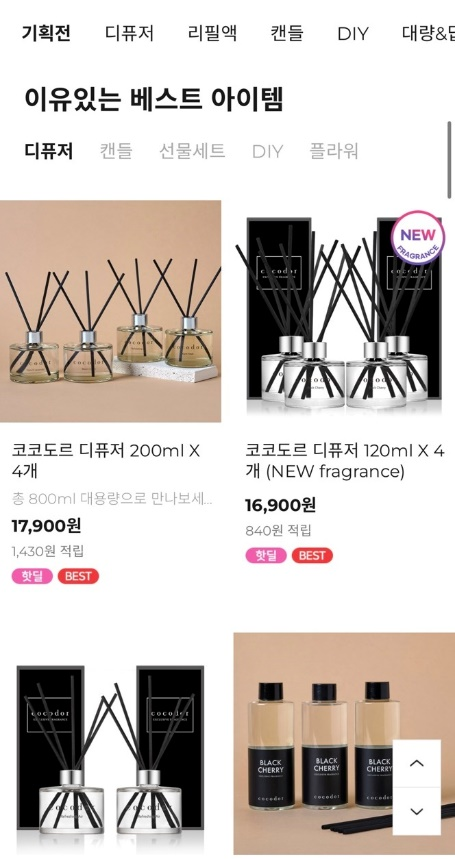 기획전 디퓨저 리필액 캔들 DIY 대량&
이유있는 베스트 아이템
디퓨저 캔들 선물세트 DIY 플라워
NEW
FRAGRANCE
cocodor
cocodor
코코도르 디퓨저 200ml X
4개
총 800ml 대용량으로 만나보세...
17,900원
1,430원 적립
핫딜 BEST
코코도르 디퓨저 120ml X 4
개 (NEW fragrance)
16,900원
840원 적립
핫딜 BEST
cocodor
cocodor
cocodor
cocodor
BLACK
CHERRY
cocodor
BLACK
CHERRY
cocodor
BLACK
CHERRY